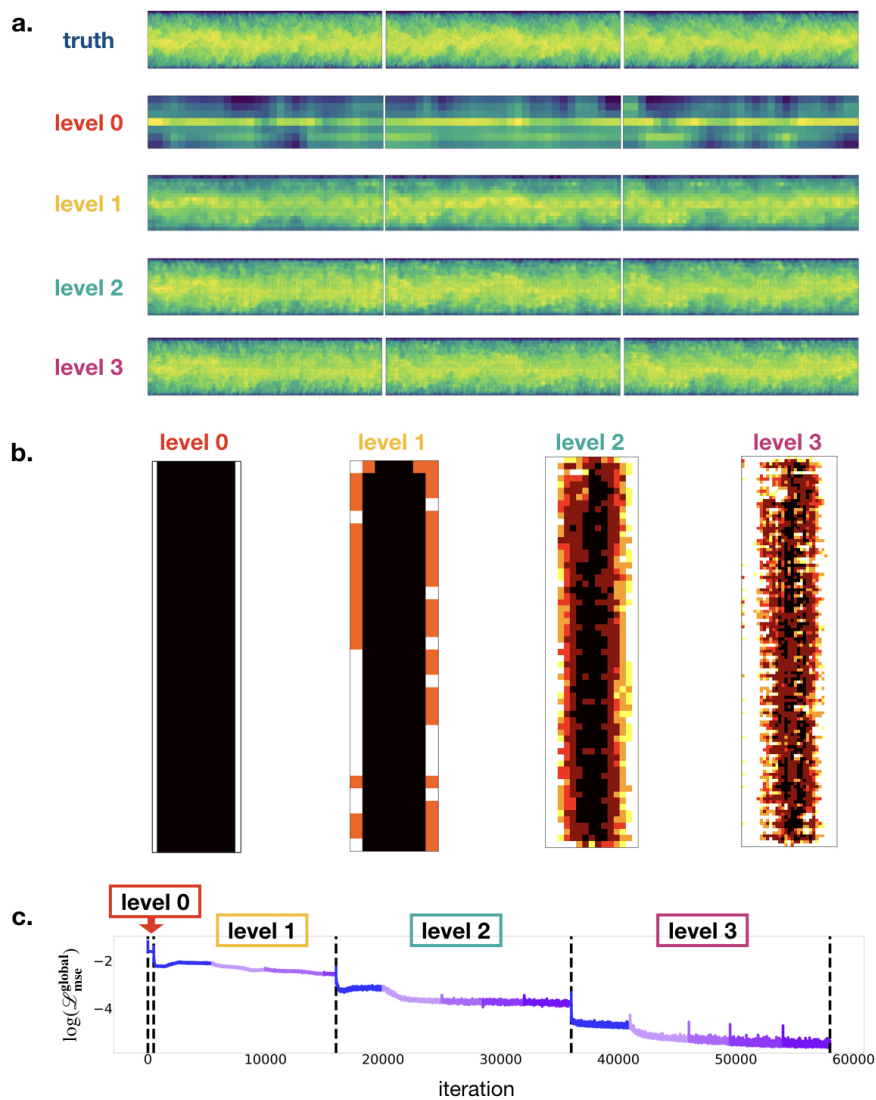 a.
truth
level 0
level 1
level 2
level 3
b.
level 0 level 1 level 2 level 3
c.
level 0
level 1 level 2 level 3
log(ℒ^global_mse)
−2
−4
0 10000 20000 30000 40000 50000 60000
iteration